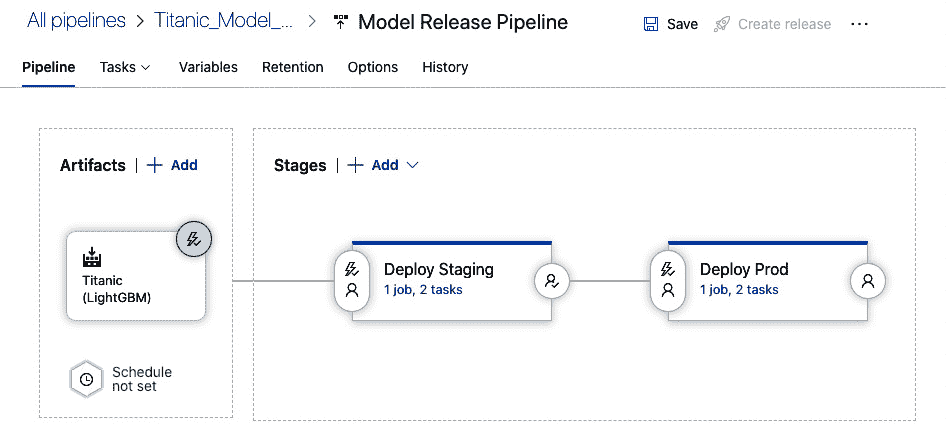 All pipelines > Titanic_Model_... > Model Release Pipeline
Save
Create release
...
Pipeline
Tasks
Variables
Retention
Options
History
Artifacts | + Add
Stages | + Add
Titanic
(LightGBM)
Schedule
not set
Deploy Staging
1 job, 2 tasks
Deploy Prod
1 job, 2 tasks